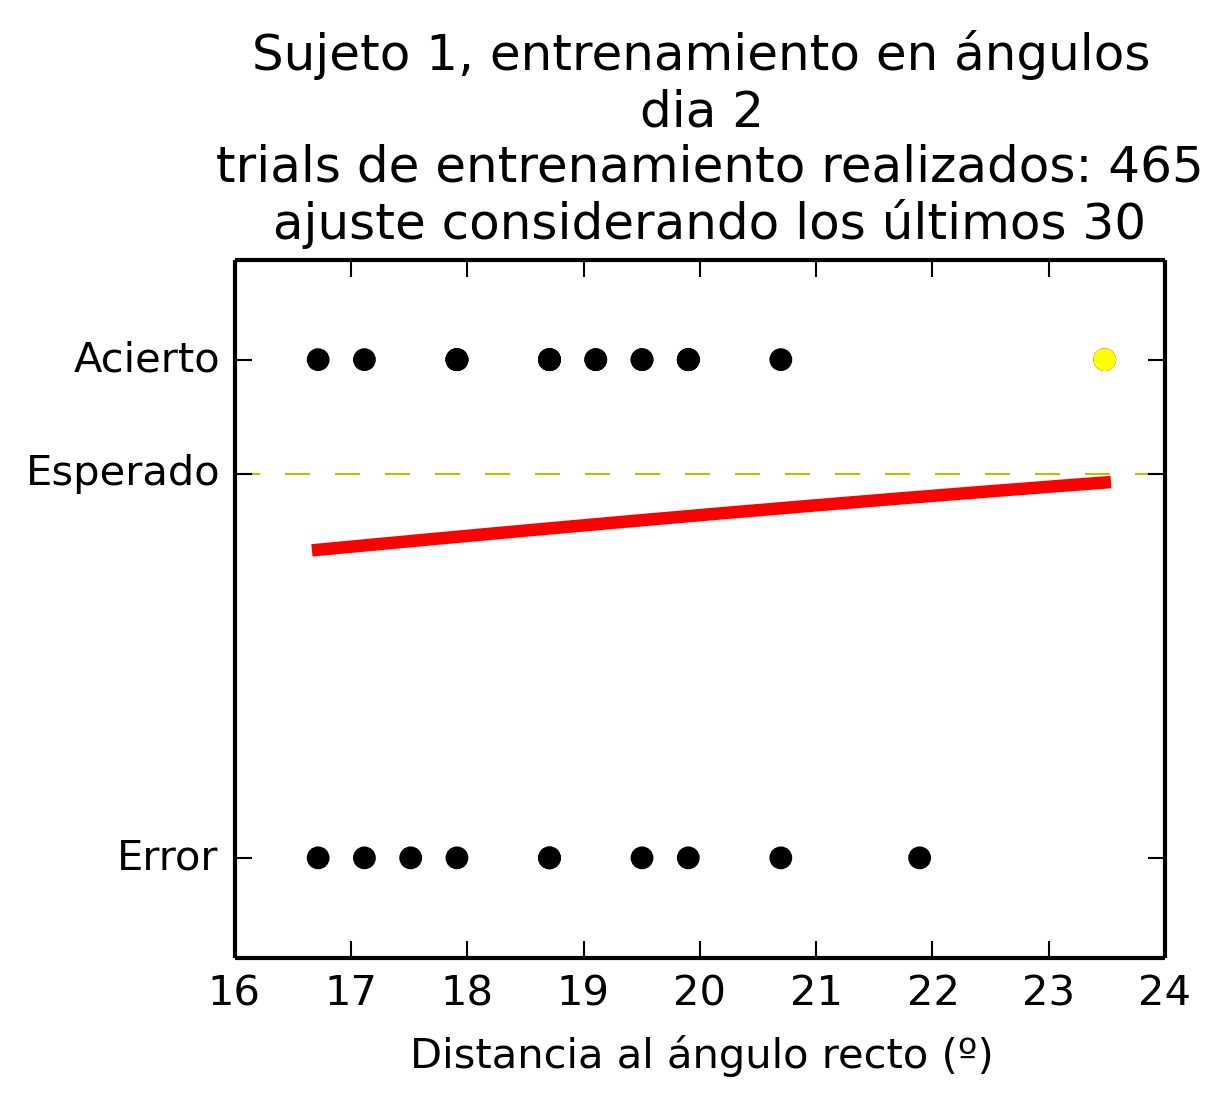 Sujeto 1, entrenamiento en ángulos
dia 2
trials de entrenamiento realizados: 465
ajuste considerando los últimos 30
Acierto
Esperado
Error
16 17 18 19 20 21 22 23 24
Distancia al ángulo recto (º)